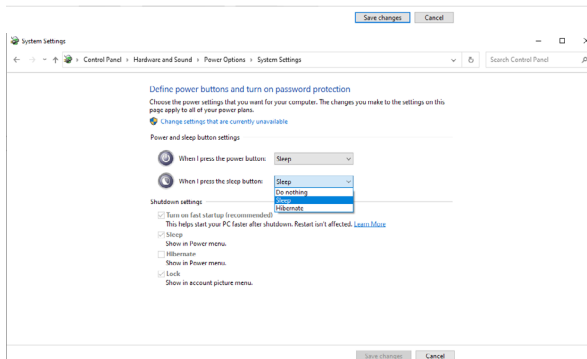 Save changes Cancel
System Settings
Control Panel › Hardware and Sound › Power Options › System Settings
Search Control Panel
Define power buttons and turn on password protection
Choose the power settings that you want for your computer. The changes you make to the settings on this
page apply to all of your power plans.
Change settings that are currently unavailable
Power and sleep button settings
When I press the power button: Sleep
When I press the sleep button: Sleep
Do nothing
Sleep
Hibernate
Shutdown settings
Turn on fast startup (recommended)
This helps start your PC faster after shutdown. Restart isn't affected. Learn More
Sleep
Show in Power menu.
Hibernate
Show in Power menu.
Lock
Show in account picture menu.
Save changes Cancel